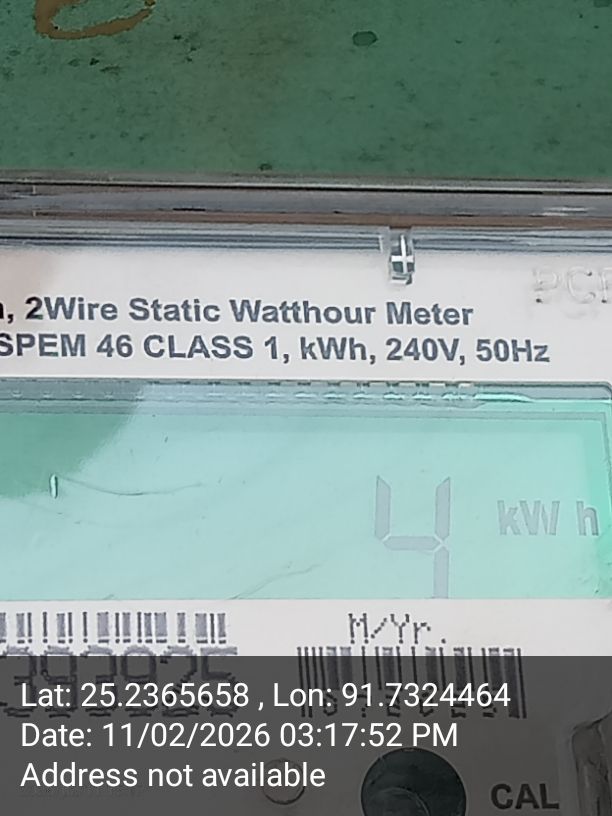 2Wire Static Watthour Meter
SPEM 46 CLASS 1, kWh, 240V, 50Hz
4 kWh
M/Yr.
Lat: 25.2365658 , Lon: 91.7324464
Date: 11/02/2026 03:17:52 PM
Address not available
CAL